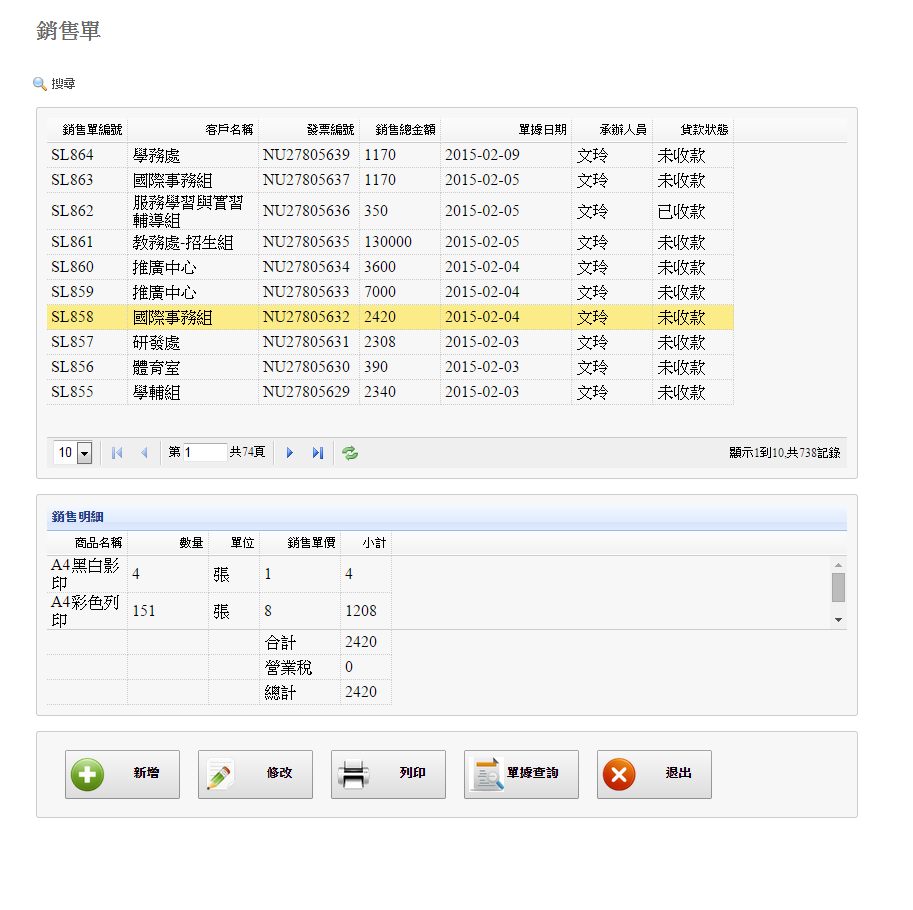 銷售單
搜尋
銷售單編號 客戶名稱 發票編號 銷售總金額 單據日期 承辦人員 貨款狀態
SL864 學務處 NU27805639 1170 2015-02-09 文玲 未收款
SL863 國際事務組 NU27805637 1170 2015-02-05 文玲 未收款
SL862 服務學習與實習輔導組 NU27805636 350 2015-02-05 文玲 已收款
SL861 教務處-招生組 NU27805635 130000 2015-02-05 文玲 未收款
SL860 推廣中心 NU27805634 3600 2015-02-04 文玲 未收款
SL859 推廣中心 NU27805633 7000 2015-02-04 文玲 未收款
SL858 國際事務組 NU27805632 2420 2015-02-04 文玲 未收款
SL857 研發處 NU27805631 2308 2015-02-03 文玲 未收款
SL856 體育室 NU27805630 390 2015-02-03 文玲 未收款
SL855 學輔組 NU27805629 2340 2015-02-03 文玲 未收款
10 第 1 共74頁 顯示1到10,共738記錄
銷售明細
商品名稱 數量 單位 銷售單價 小計
A4黑白影印 4 張 1 4
A4彩色列印 151 張 8 1208
合計 2420
營業稅 0
總計 2420
新增 修改 列印 單據查詢 退出